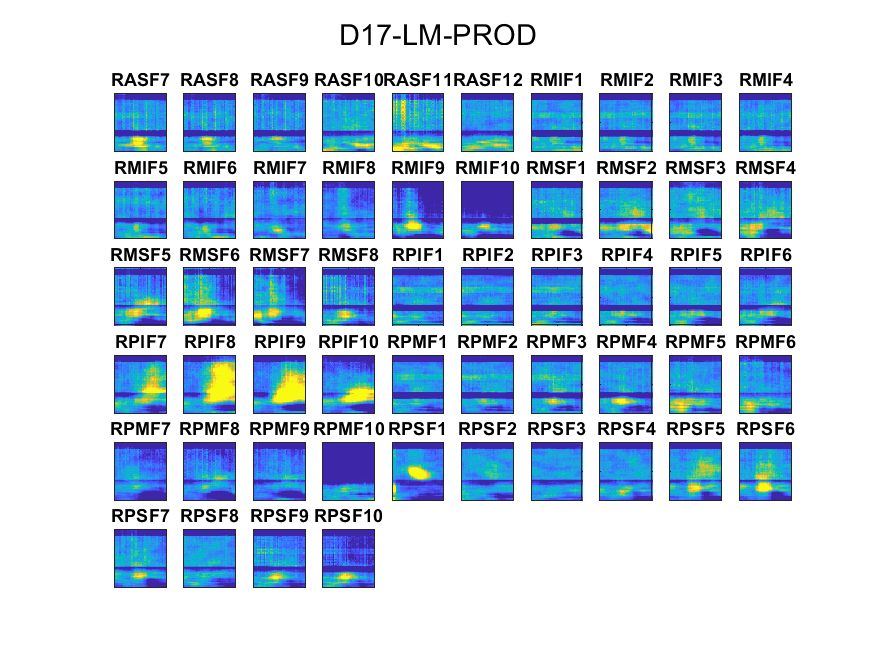 D17-LM-PROD
RASF7 RASF8 RASF9 RASF10 RASF11 RASF12 RMIF1 RMIF2 RMIF3 RMIF4
RMIF5 RMIF6 RMIF7 RMIF8 RMIF9 RMIF10 RMSF1 RMSF2 RMSF3 RMSF4
RMSF5 RMSF6 RMSF7 RMSF8 RPIF1 RPIF2 RPIF3 RPIF4 RPIF5 RPIF6
RPIF7 RPIF8 RPIF9 RPIF10 RPMF1 RPMF2 RPMF3 RPMF4 RPMF5 RPMF6
RPMF7 RPMF8 RPMF9 RPMF10 RPSF1 RPSF2 RPSF3 RPSF4 RPSF5 RPSF6
RPSF7 RPSF8 RPSF9 RPSF10